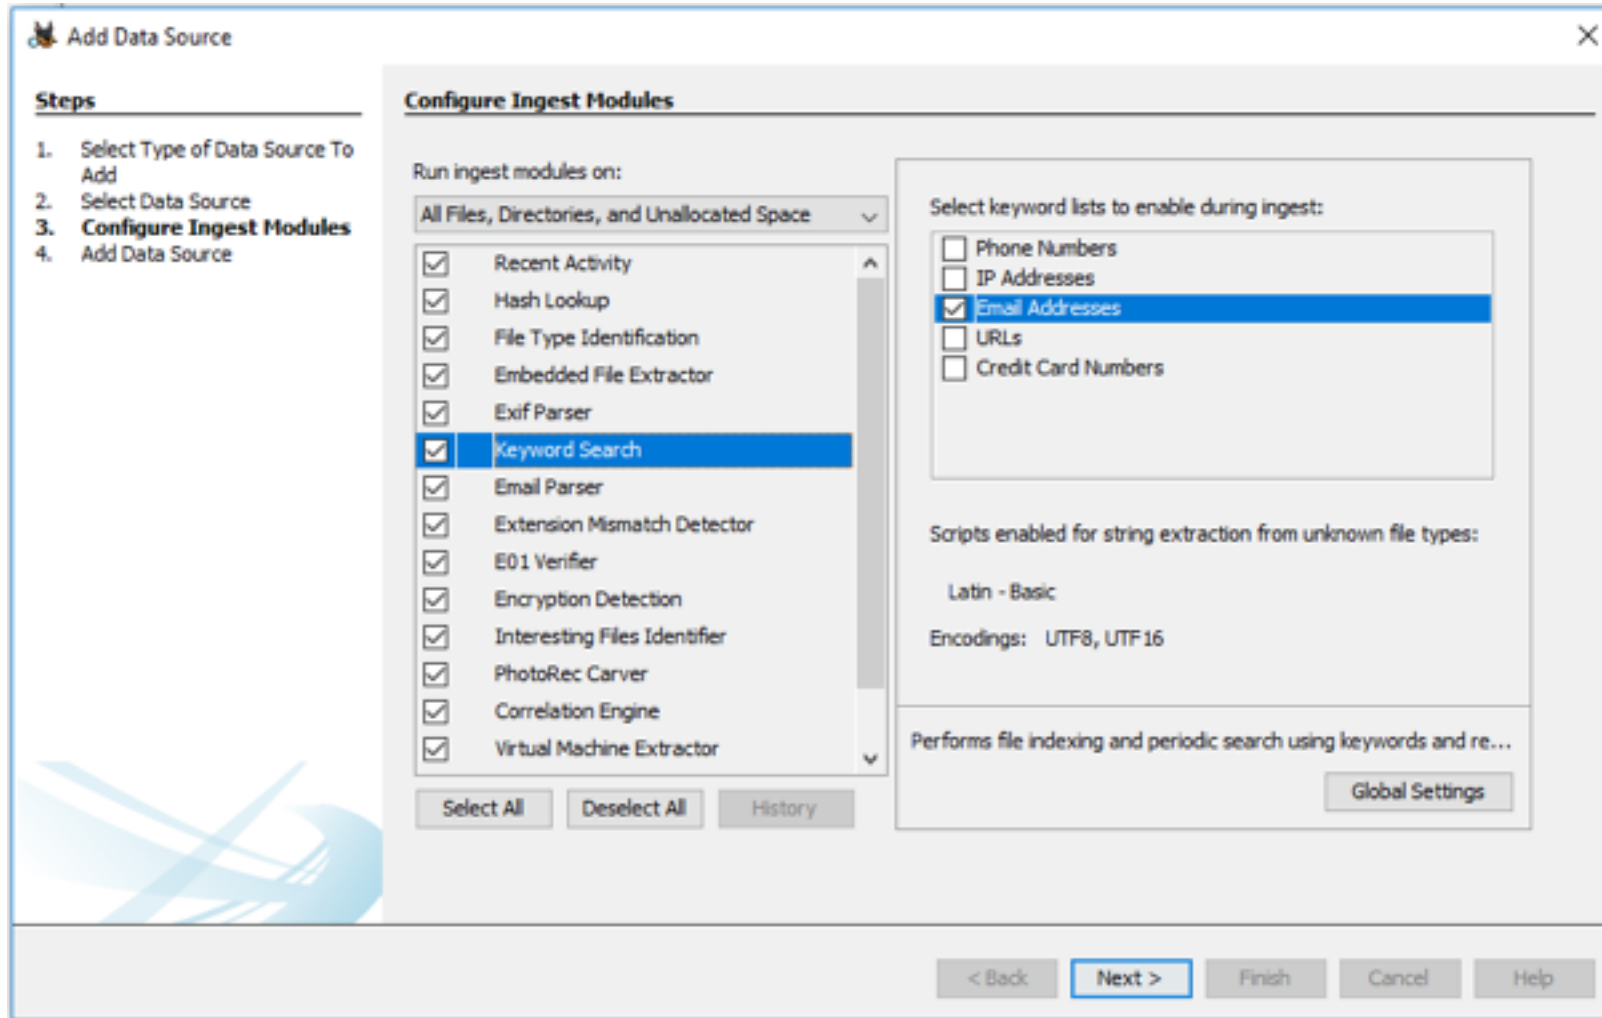 Add Data Source
Steps
1. Select Type of Data Source To
Add
2. Select Data Source
3. Configure Ingest Modules
4. Add Data Source
Configure Ingest Modules
Run ingest modules on:
All Files, Directories, and Unallocated Space
Recent Activity
Hash Lookup
File Type Identification
Embedded File Extractor
Exif Parser
Keyword Search
Email Parser
Extension Mismatch Detector
E01 Verifier
Encryption Detection
Interesting Files Identifier
PhotoRec Carver
Correlation Engine
Virtual Machine Extractor
Select All
Deselect All
History
Select keyword lists to enable during ingest:
Phone Numbers
IP Addresses
Email Addresses
URLs
Credit Card Numbers
Scripts enabled for string extraction from unknown file types:
Latin - Basic
Encodings: UTF8, UTF16
Performs file indexing and periodic search using keywords and re...
Global Settings
< Back
Next >
Finish
Cancel
Help